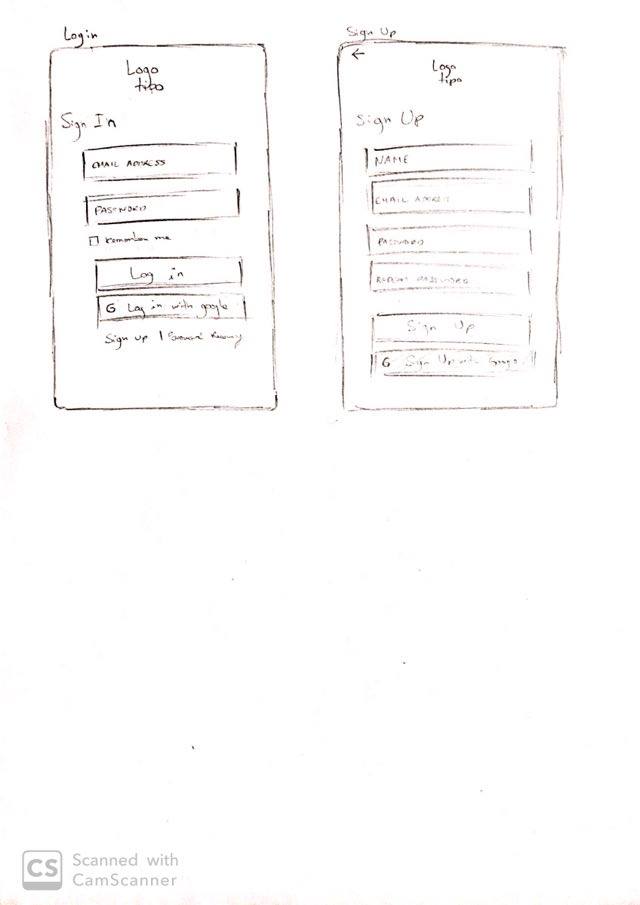 Login
Logo
tipo
Sign In
EMAIL ADDRESS
PASSWORD
remember me
Log in
G Log in with google
Sign up | Password Recovery
Sign Up
←
Logo
tipo
Sign Up
NAME
EMAIL ADDRESS
PASSWORD
REPEAT PASSWORD
Sign Up
G Sign Up with Google
CS Scanned with
CamScanner